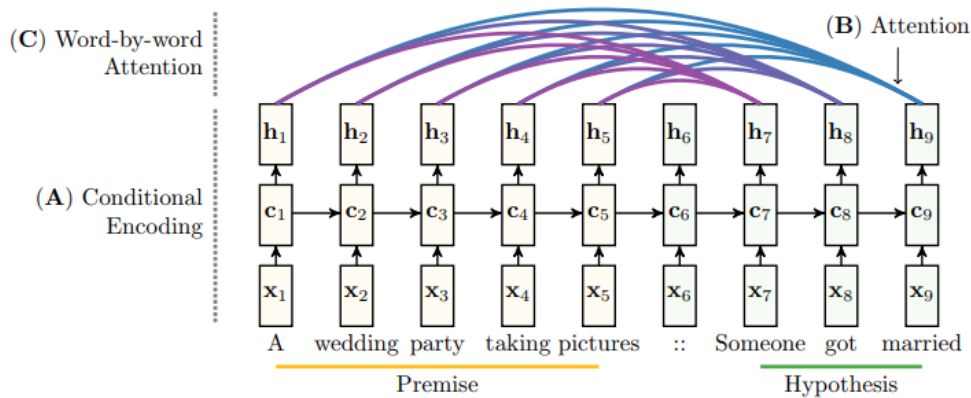 (C) Word-by-word
Attention
(B) Attention
h1 h2 h3 h4 h5 h6 h7 h8 h9
(A) Conditional
Encoding
c1 c2 c3 c4 c5 c6 c7 c8 c9
x1 x2 x3 x4 x5 x6 x7 x8 x9
A wedding party taking pictures :: Someone got married
Premise Hypothesis